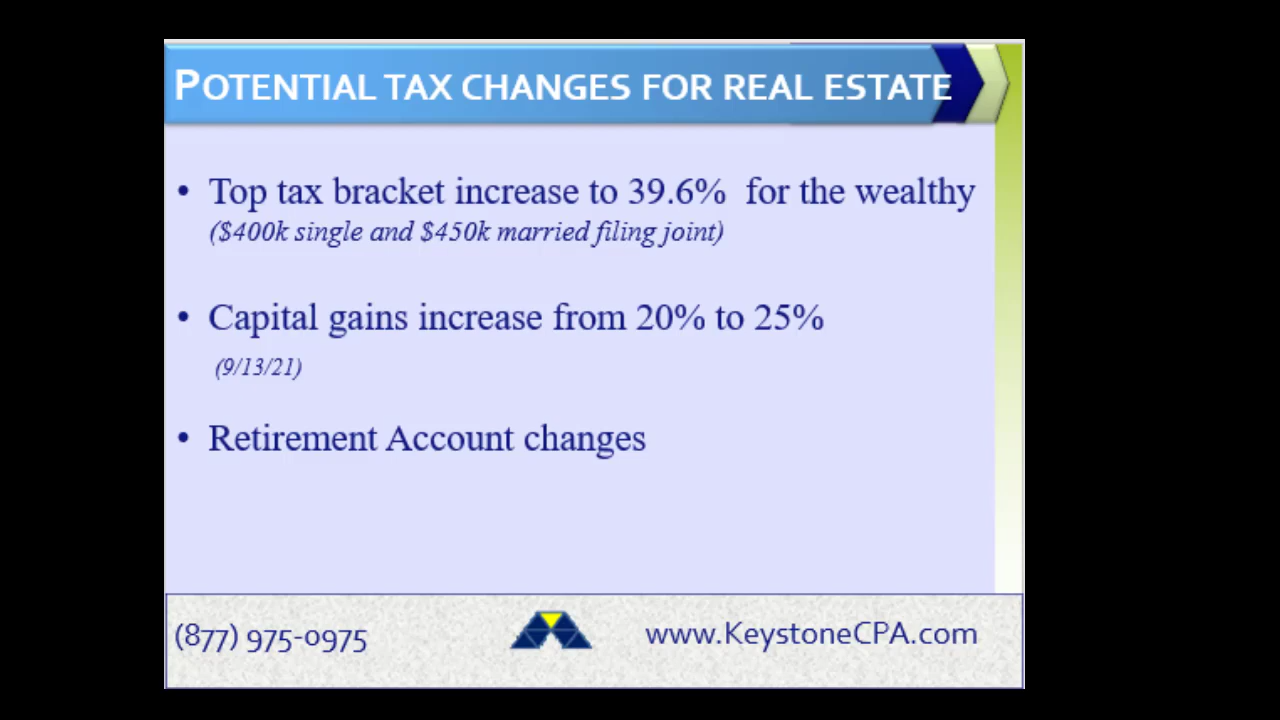 POTENTIAL TAX CHANGES FOR REAL ESTATE
• Top tax bracket increase to 39.6% for the wealthy
($400k single and $450k married filing joint)
• Capital gains increase from 20% to 25%
(9/13/21)
• Retirement Account changes
(877) 975-0975
www.KeystoneCPA.com